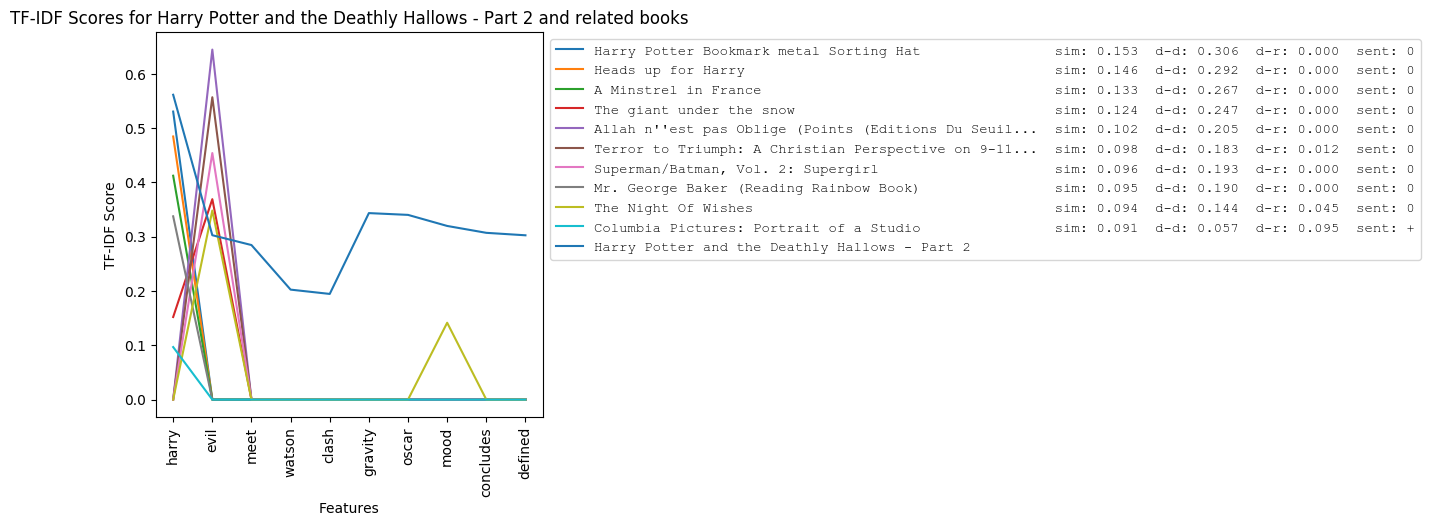 TF-IDF Scores for Harry Potter and the Deathly Hallows - Part 2 and related books
Harry Potter Bookmark metal Sorting Hat sim: 0.153 d-d: 0.306 d-r: 0.000 sent: 0
Heads up for Harry sim: 0.146 d-d: 0.292 d-r: 0.000 sent: 0
A Minstrel in France sim: 0.133 d-d: 0.267 d-r: 0.000 sent: 0
The giant under the snow sim: 0.124 d-d: 0.247 d-r: 0.000 sent: 0
Allah n''est pas Oblige (Points (Editions Du Seuil... sim: 0.102 d-d: 0.205 d-r: 0.000 sent: 0
Terror to Triumph: A Christian Perspective on 9-11... sim: 0.098 d-d: 0.183 d-r: 0.012 sent: 0
Superman/Batman, Vol. 2: Supergirl sim: 0.096 d-d: 0.193 d-r: 0.000 sent: 0
Mr. George Baker (Reading Rainbow Book) sim: 0.095 d-d: 0.190 d-r: 0.000 sent: 0
The Night Of Wishes sim: 0.094 d-d: 0.144 d-r: 0.045 sent: 0
Columbia Pictures: Portrait of a Studio sim: 0.091 d-d: 0.057 d-r: 0.095 sent: +
Harry Potter and the Deathly Hallows - Part 2
TF-IDF Score
0.6
0.5
0.4
0.3
0.2
0.1
0.0
harry
evil
meet
watson
clash
gravity
oscar
mood
concludes
defined
Features